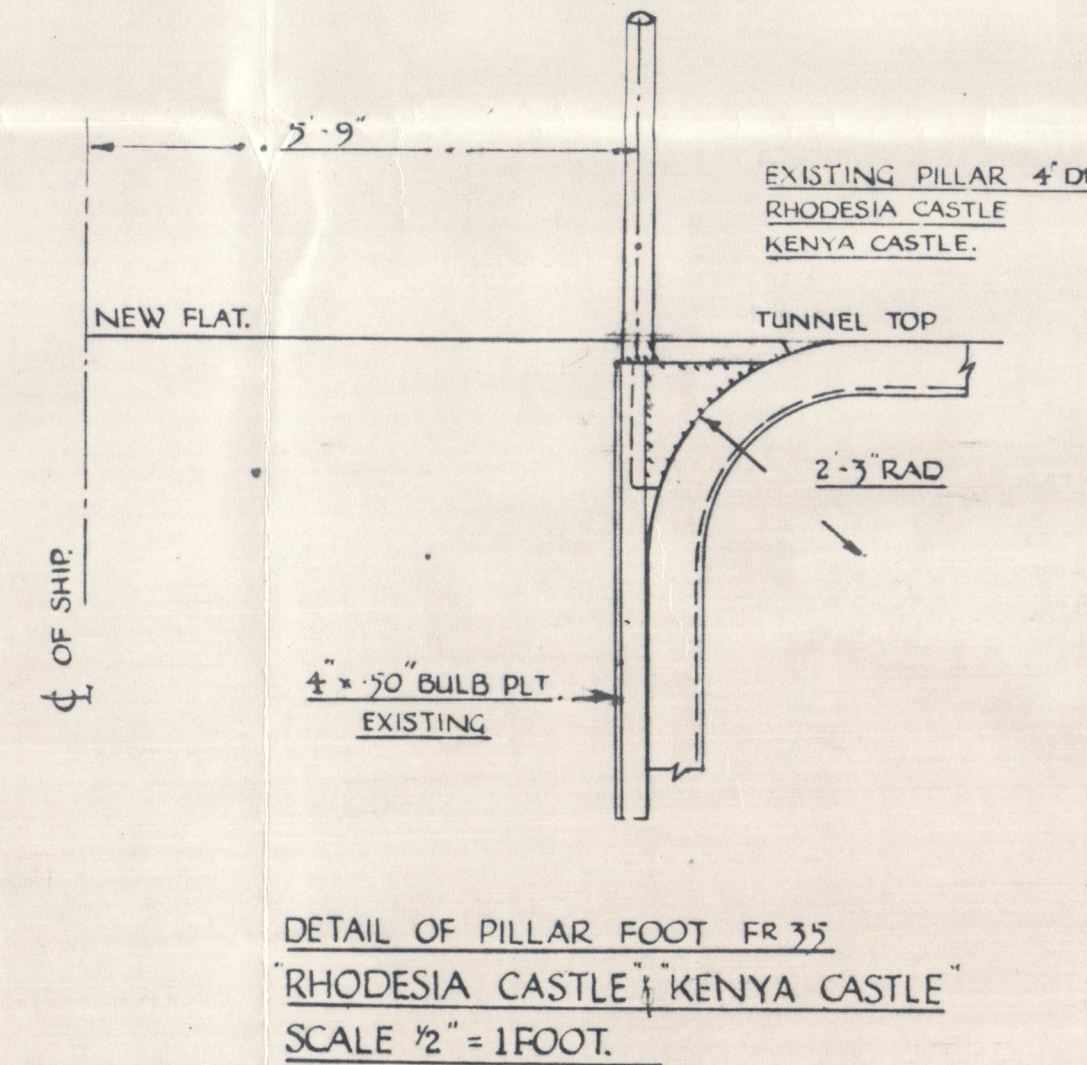 5'-9"
EXISTING PILLAR 4"
RHODESIA CASTLE
KENYA CASTLE.
NEW FLAT.
TUNNEL TOP
2'-3" RAD
℄ OF SHIP.
4" x .50" BULB PLT
EXISTING
DETAIL OF PILLAR FOOT FR 35
"RHODESIA CASTLE" & "KENYA CASTLE"
SCALE ½" = 1 FOOT.